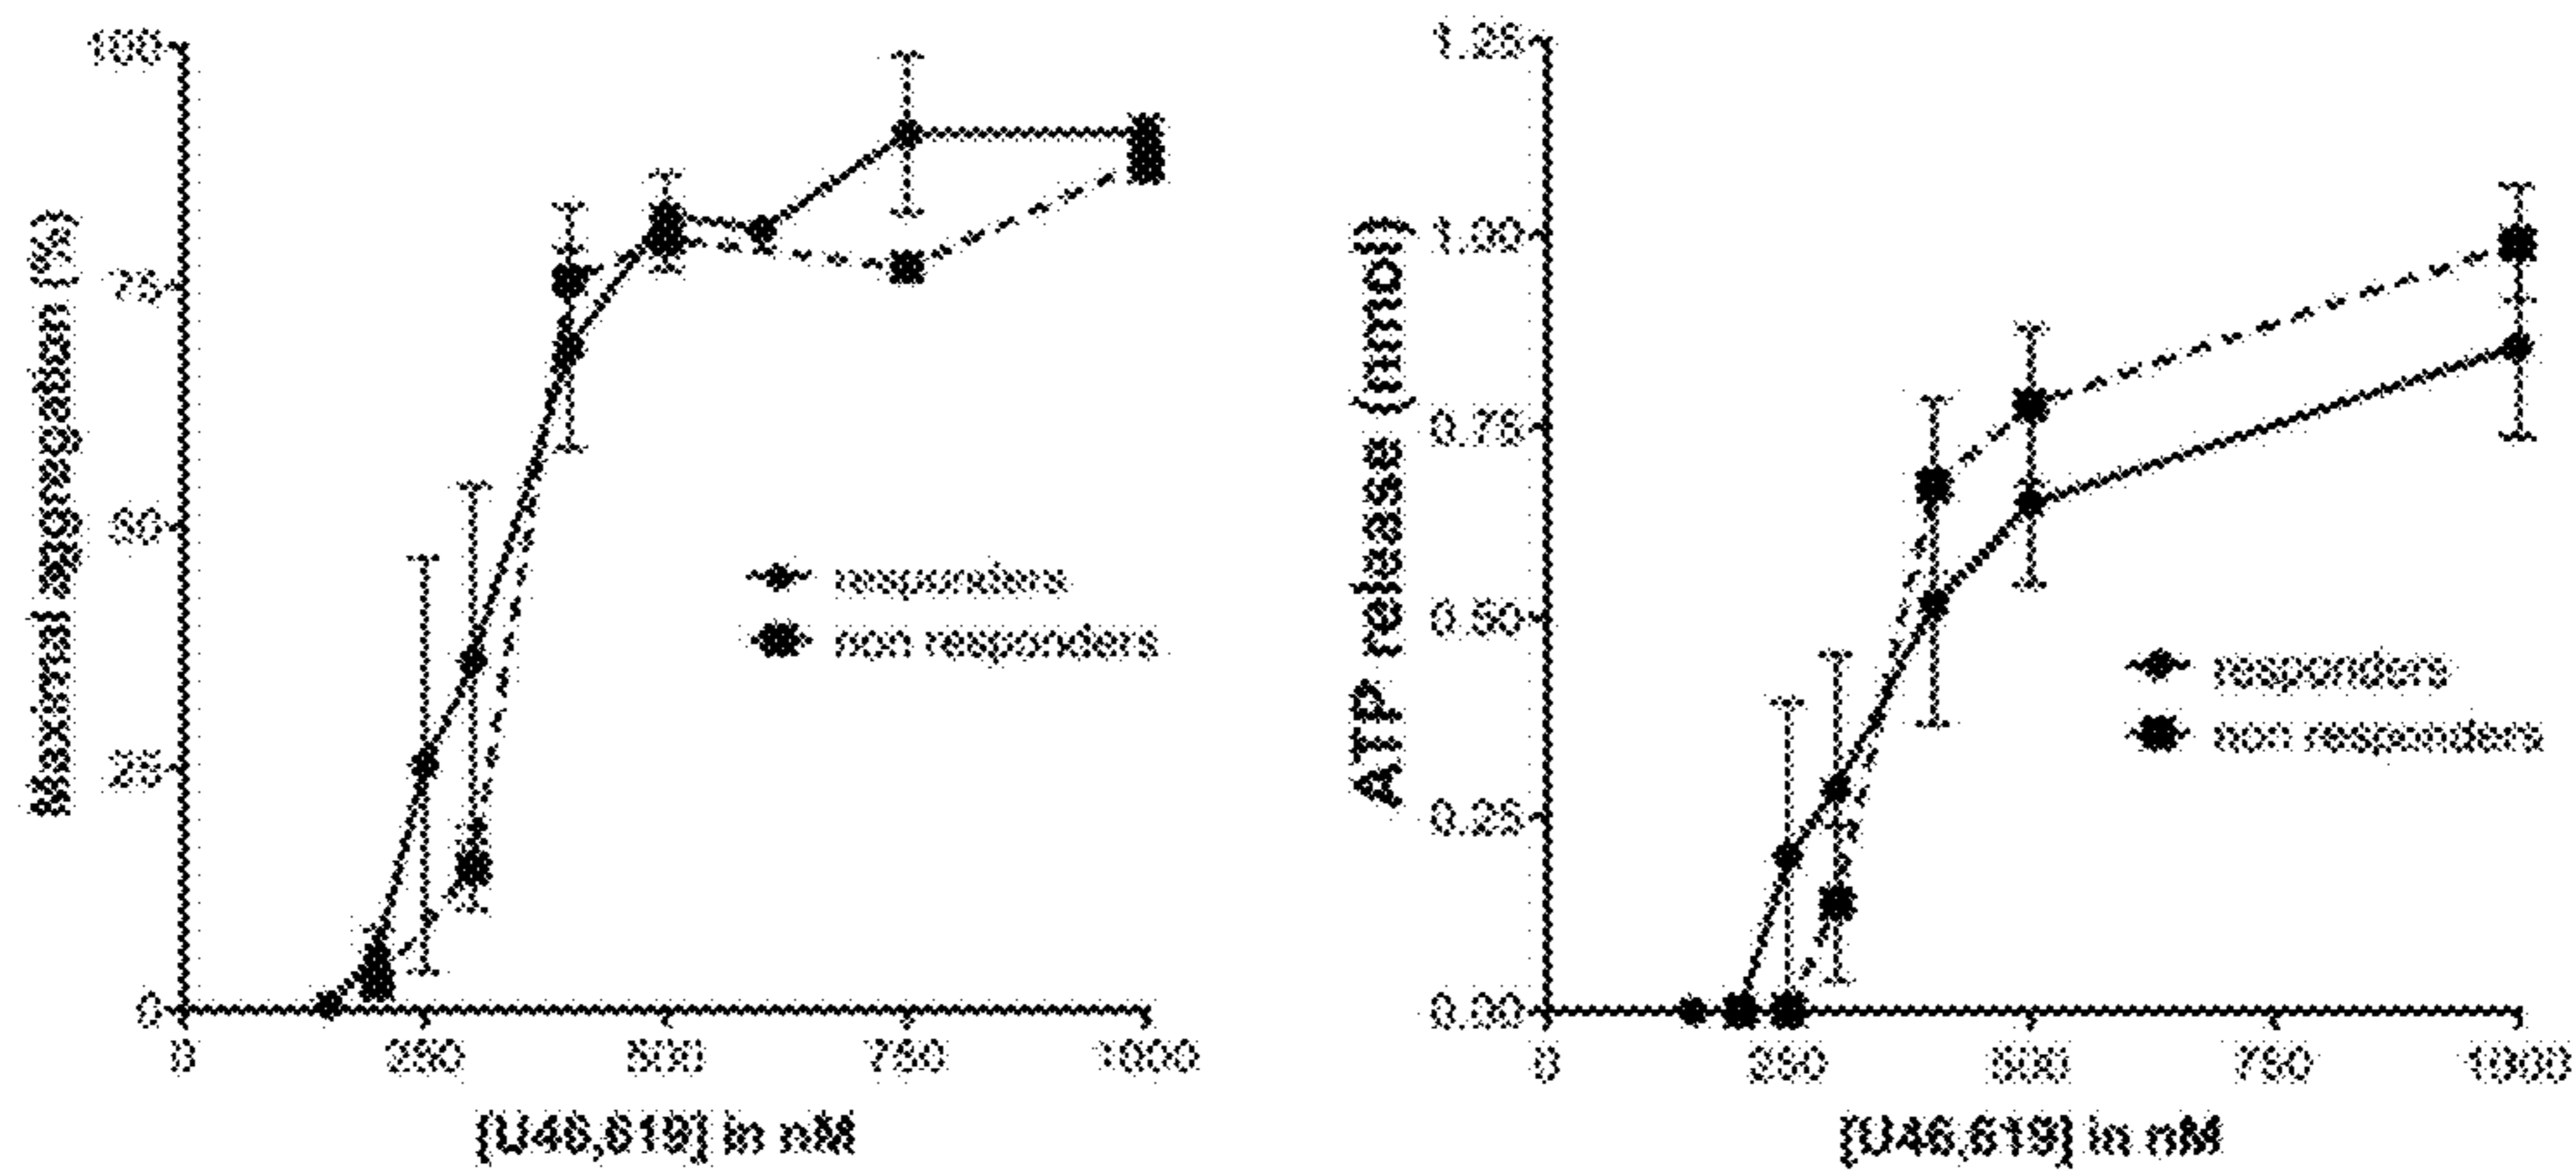 Maximal aggregation (%)
100
75
50
25
0
0 250 500 750 1000
[U46,619] in nM
responders
non responders
ATP release (nmol)
1.25
1.00
0.75
0.50
0.25
0.00
0 250 500 750 1000
[U46,619] in nM
responders
non responders